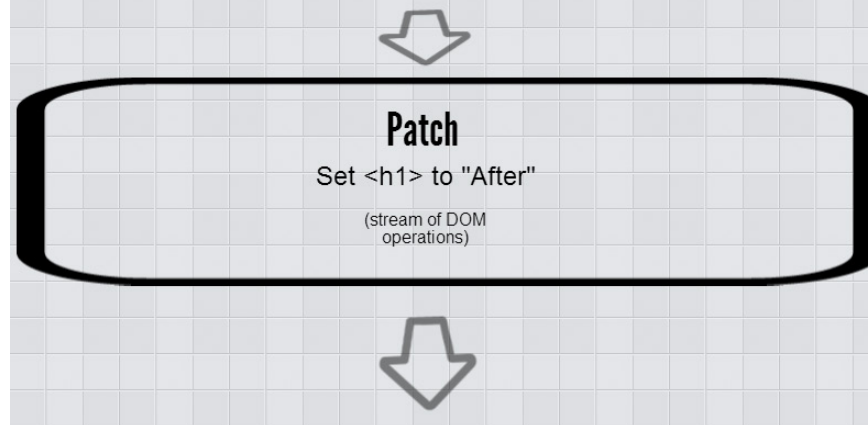 Patch
Set <h1> to "After"
(stream of DOM
operations)